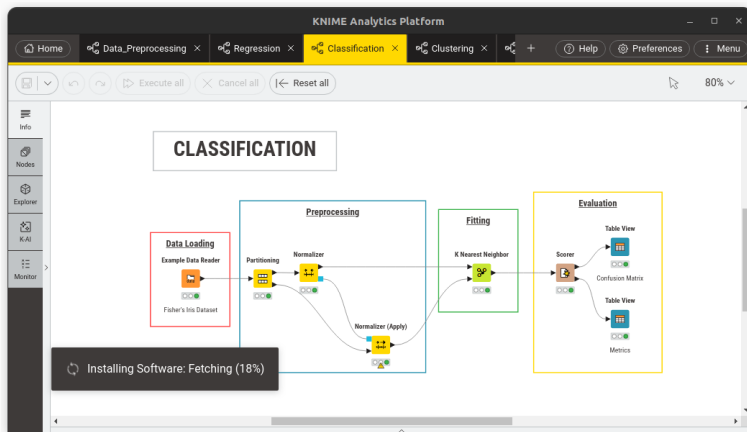 KNIME Analytics Platform
Home
Data_Preprocessing
Regression
Classification
Clustering
Help
Preferences
Menu
Execute all
Cancel all
Reset all
80%
Info
Nodes
Explorer
K-AI
Monitor
CLASSIFICATION
Data Loading
Example Data Reader
Fisher's Iris Dataset
Preprocessing
Partitioning
Normalizer
Normalizer (Apply)
Fitting
K Nearest Neighbor
Evaluation
Scorer
Table View
Confusion Matrix
Table View
Metrics
Installing Software: Fetching (18%)